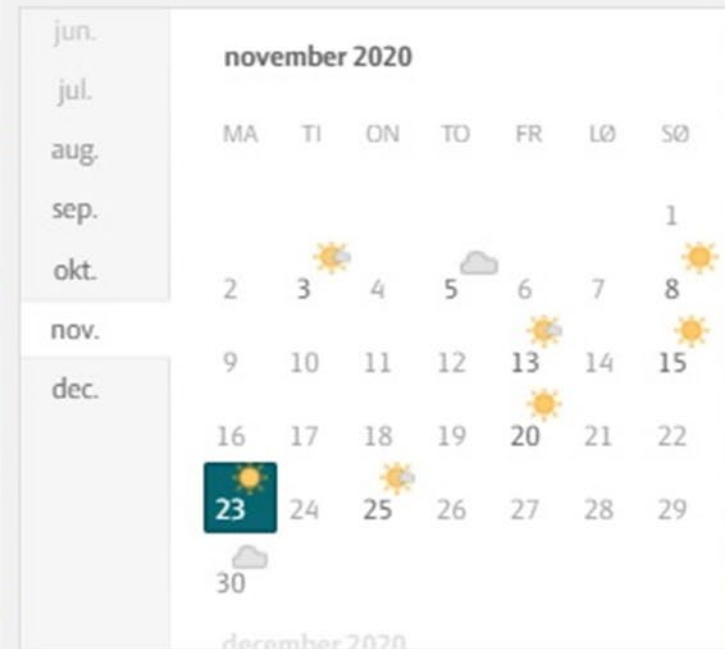 jun.
jul.
aug.
sep.
okt.
nov.
dec.
november 2020
MA TI ON TO FR LØ SØ
1
2 3 4 5 6 7 8
9 10 11 12 13 14 15
16 17 18 19 20 21 22
23 24 25 26 27 28 29
30
december 2020